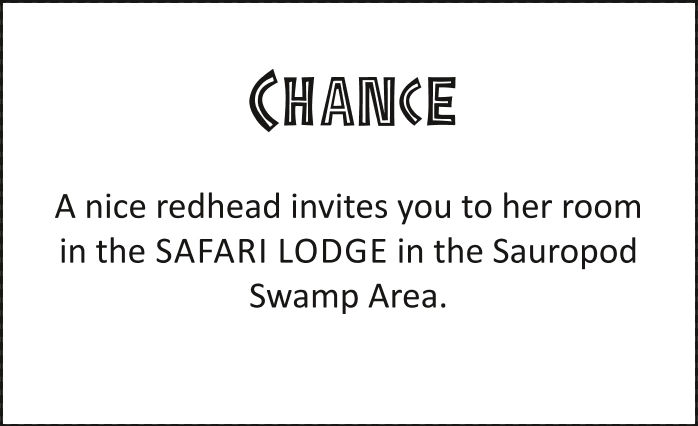 CHANCE
A nice redhead invites you to her room
in the SAFARI LODGE in the Sauropod
Swamp Area.